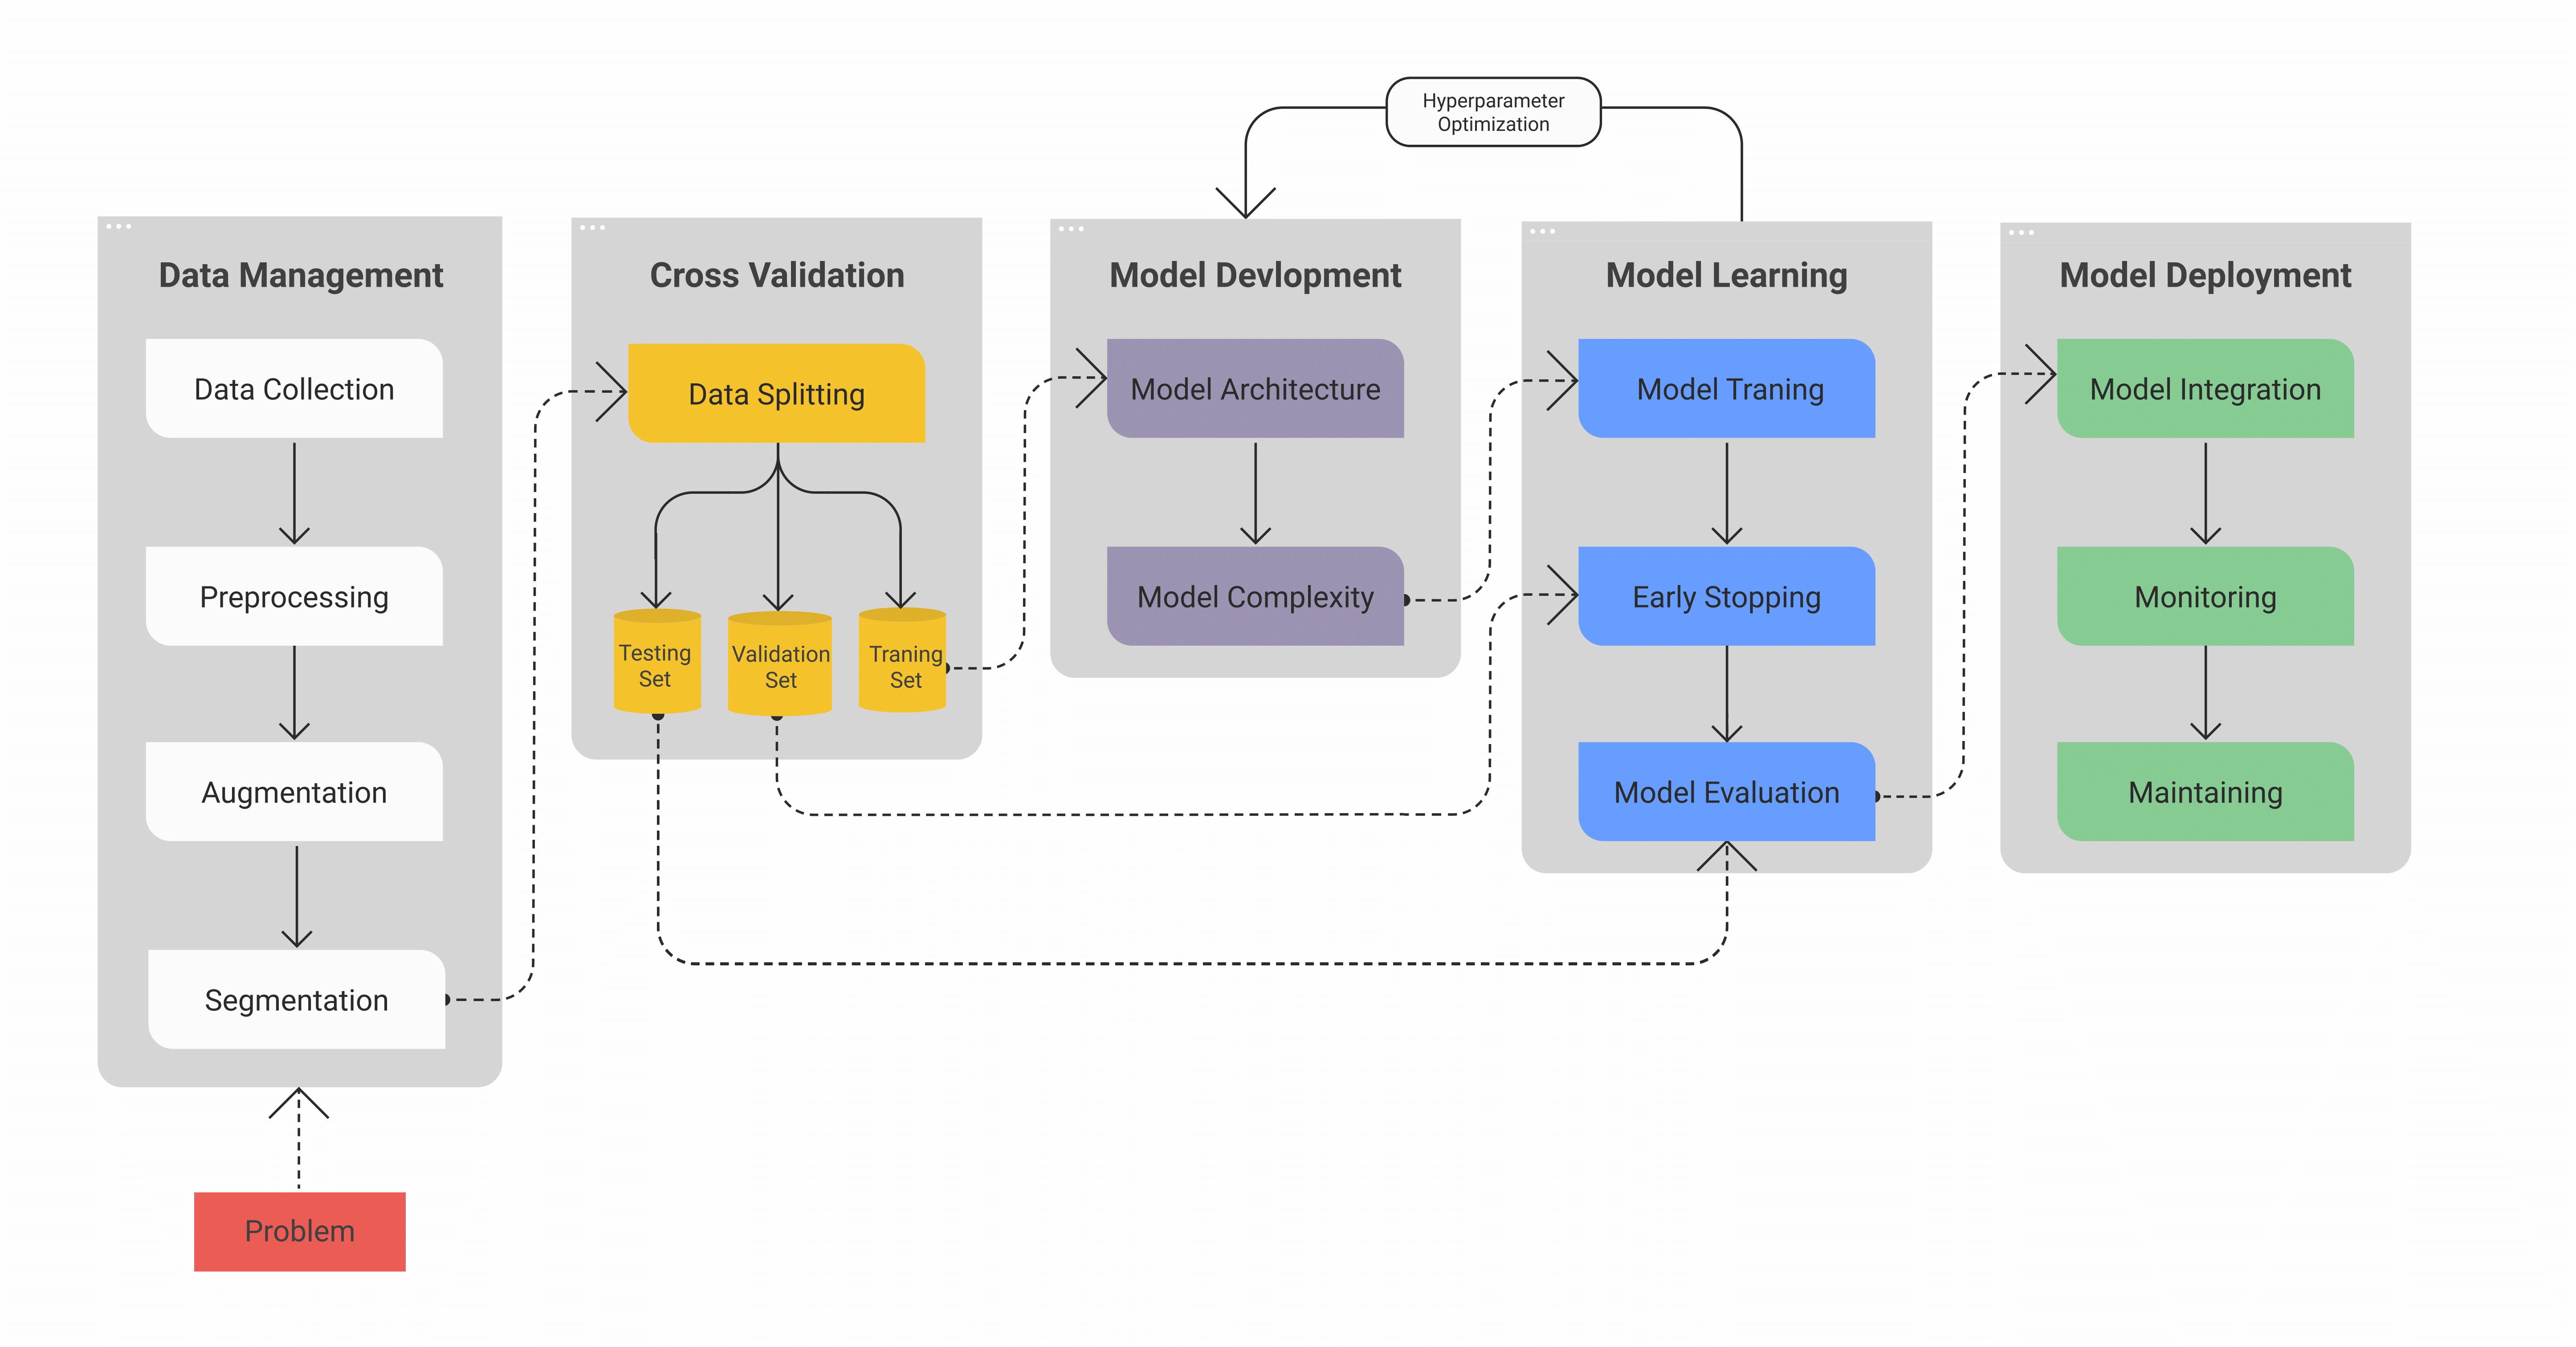 Hyperparameter
Optimization
Data Management
Data Collection
Preprocessing
Augmentation
Segmentation
Problem
Cross Validation
Data Splitting
Testing
Set
Validation
Set
Traning
Set
Model Devlopment
Model Architecture
Model Complexity
Model Learning
Model Traning
Early Stopping
Model Evaluation
Model Deployment
Model Integration
Monitoring
Maintaining